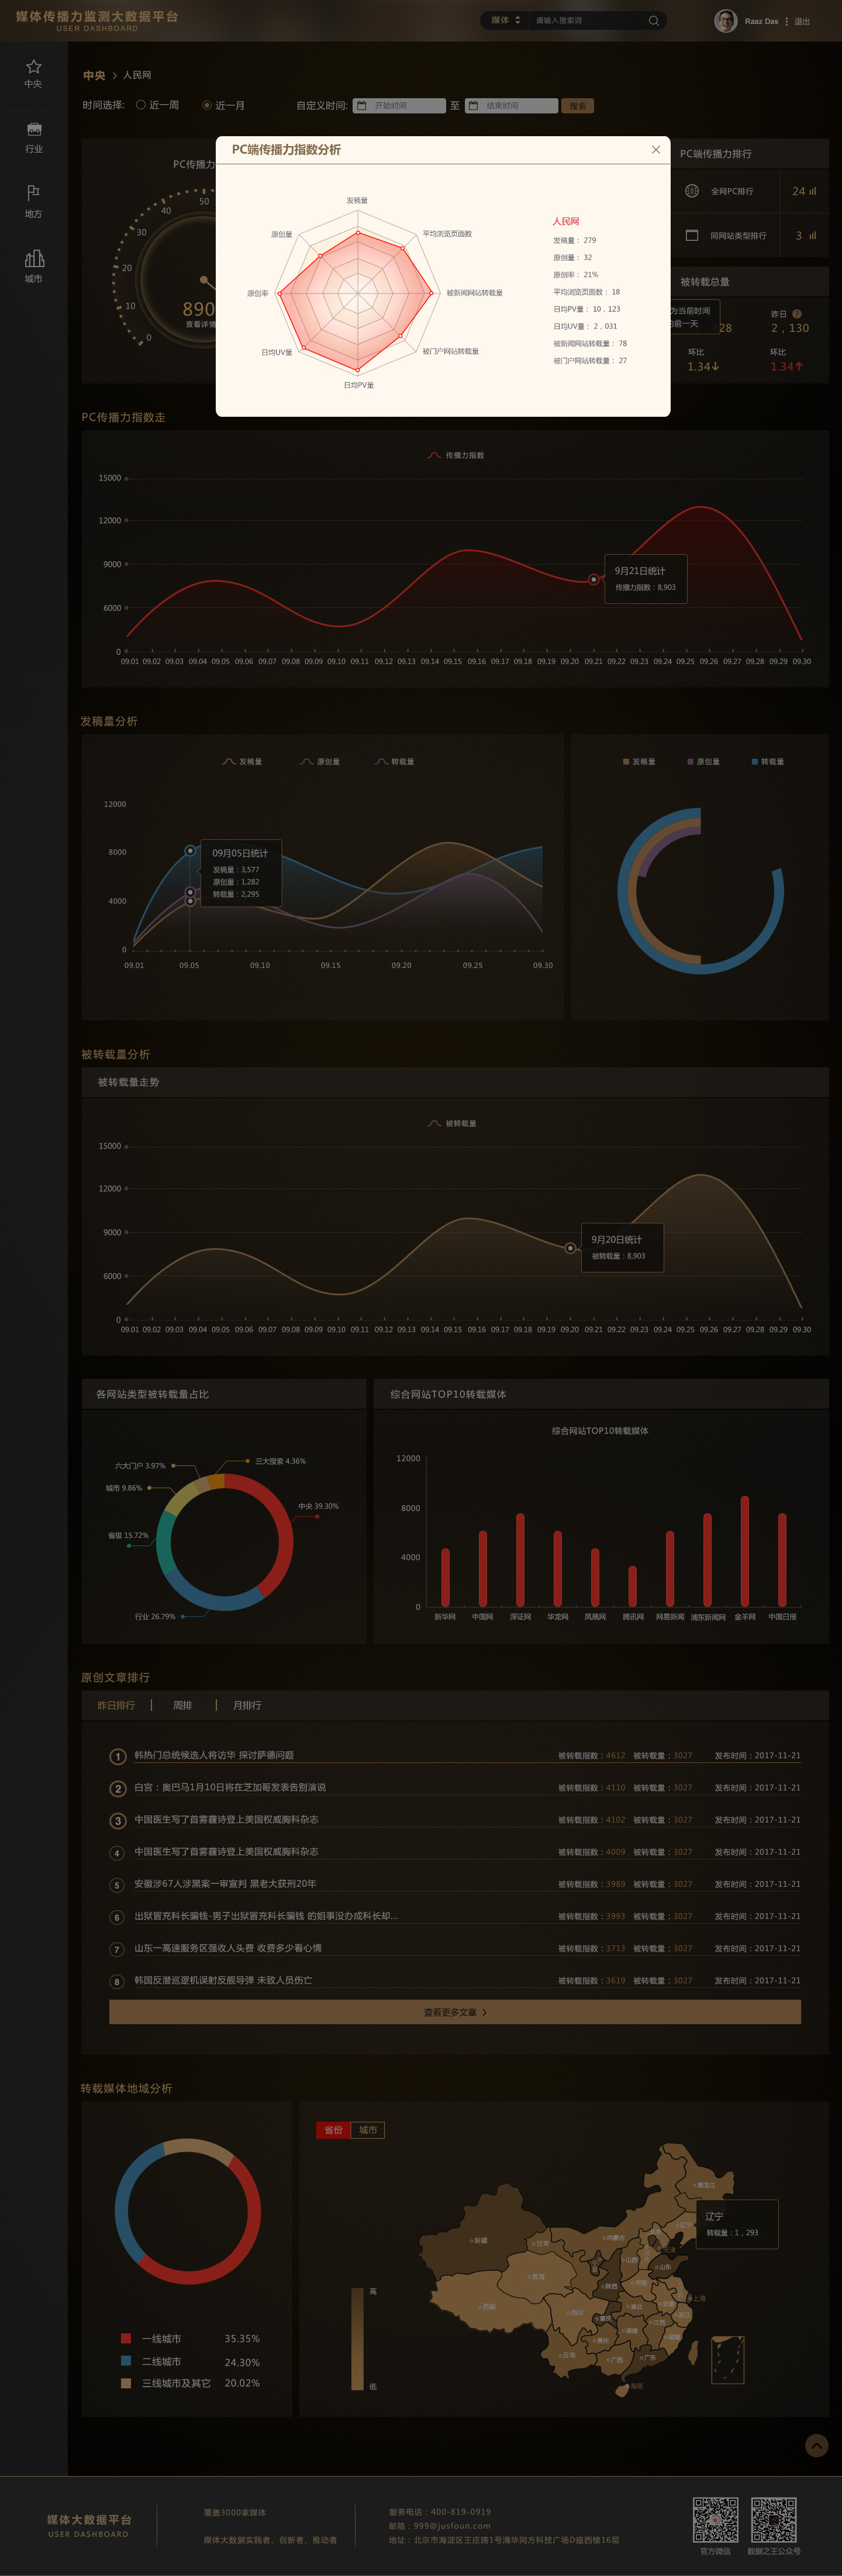 媒体传播力监测大数据平台
USER DASHBOARD
媒体
请输入搜索词
Raaz Das
退出
中央
行业
地方
城市
中央 > 人民网
时间选择:
近一周
近一月
自定义时间:
开始时间
至
结束时间
搜索
PC传播力
50
40
30
20
10
0
890
查看详情
PC端传播力指数分析
发稿量
原创量
平均浏览页面数
原创率
被新闻网站转载量
日均UV量
被门户网站转载量
日均PV量
人民网
发稿量： 279
原创量： 32
原创率： 21%
平均浏览页面数： 18
日均PV量： 10，123
日均UV量： 2，031
被新闻网站转载量： 78
被门户网站转载量： 27
PC端传播力排行
全网PC排行
24
同网站类型排行
3
被转载总量
为当前时间
前一天
28
昨日
2，130
环比
1.34↓
环比
1.34↑
PC传播力指数走
传播力指数
15000
12000
9000
6000
0
9月21日统计
传播力指数：8,903
09.01 09.02 09.03 09.04 09.05 09.06 09.07 09.08 09.09 09.10 09.11 09.12 09.13 09.14 09.15 09.16 09.17 09.18 09.19 09.20 09.21 09.22 09.23 09.24 09.25 09.26 09.27 09.28 09.29 09.30
发稿量分析
发稿量
原创量
转载量
12000
8000
4000
0
09月05日统计
发稿量：3,577
原创量：1,282
转载量：2,295
09.01
09.05
09.10
09.15
09.20
09.25
09.30
发稿量
原创量
转载量
被转载量分析
被转载量走势
被转载量
15000
12000
9000
6000
0
9月20日统计
被转载量：8,903
09.01 09.02 09.03 09.04 09.05 09.06 09.07 09.08 09.09 09.10 09.11 09.12 09.13 09.14 09.15 09.16 09.17 09.18 09.19 09.20 09.21 09.22 09.23 09.24 09.25 09.26 09.27 09.28 09.29 09.30
各网站类型被转载量占比
六大门户 3.97%
三大搜索 4.36%
城市 9.86%
中央 39.30%
省级 15.72%
行业 26.79%
综合网站TOP10转载媒体
综合网站TOP10转载媒体
12000
8000
4000
0
新华网
中国网
深证网
华龙网
凤凰网
腾讯网
网易新闻
浦东新闻网
金羊网
中国日报
原创文章排行
昨日排行
周排
月排行
1 韩热门总统候选人将访华 探讨萨德问题 被转载指数：4612 被转载量：3027 发布时间：2017-11-21
2 白宫：奥巴马1月10日将在芝加哥发表告别演说 被转载指数：4110 被转载量：3027 发布时间：2017-11-21
3 中国医生写了首雾霾诗登上美国权威胸科杂志 被转载指数：4102 被转载量：3027 发布时间：2017-11-21
4 中国医生写了首雾霾诗登上美国权威胸科杂志 被转载指数：4009 被转载量：3027 发布时间：2017-11-21
5 安徽涉67人涉黑案一审宣判 黑老大获刑20年 被转载指数：3989 被转载量：3027 发布时间：2017-11-21
6 出狱冒充科长骗钱-男子出狱冒充科长骗钱 的姐事没办成科长却... 被转载指数：3993 被转载量：3027 发布时间：2017-11-21
7 山东一高速服务区强收人头费 收费多少看心情 被转载指数：3713 被转载量：3027 发布时间：2017-11-21
8 韩国反潜巡逻机误射反舰导弹 未致人员伤亡 被转载指数：3619 被转载量：3027 发布时间：2017-11-21
查看更多文章 >
转载媒体地域分析
一线城市 35.35%
二线城市 24.30%
三线城市及其它 20.02%
省份
城市
高
低
黑龙江
辽宁
辽宁
转载量：1，293
新疆
甘肃
内蒙古
山西
山东
青海
陕西
河南
西藏
四川
重庆
湖北
安徽
上海
浙江
江西
湖南
贵州
福建
云南
广西
广东
海南
媒体大数据平台
USER DASHBOARD
覆盖3000家媒体
媒体大数据实践者、创新者、推动者
服务电话：400-819-0919
邮箱：999@jusfoun.com
地址：北京市海淀区王庄路1号清华同方科技广场D座西楼16层
官方微信
数据之王公众号